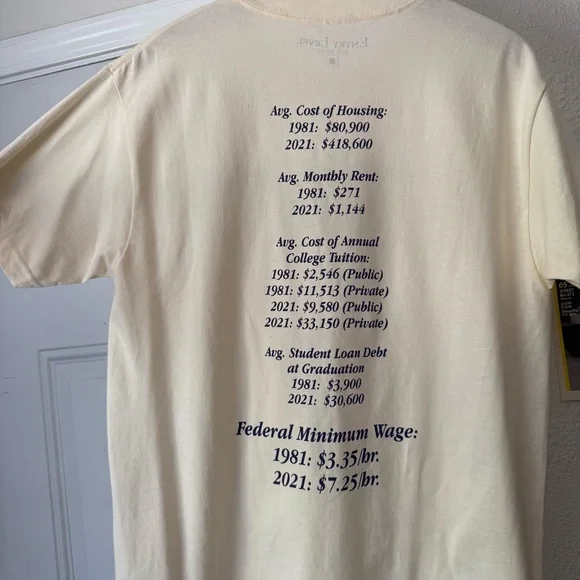 ENTRY LEVEL
Avg. Cost of Housing:
1981: $80,900
2021: $418,600
Avg. Monthly Rent:
1981: $271
2021: $1,144
Avg. Cost of Annual
College Tuition:
1981: $2,546 (Public)
1981: $11,513 (Private)
2021: $9,580 (Public)
2021: $33,150 (Private)
Avg. Student Loan Debt
at Graduation
1981: $3,900
2021: $30,600
Federal Minimum Wage:
1981: $3.35/hr.
2021: $7.25/hr.